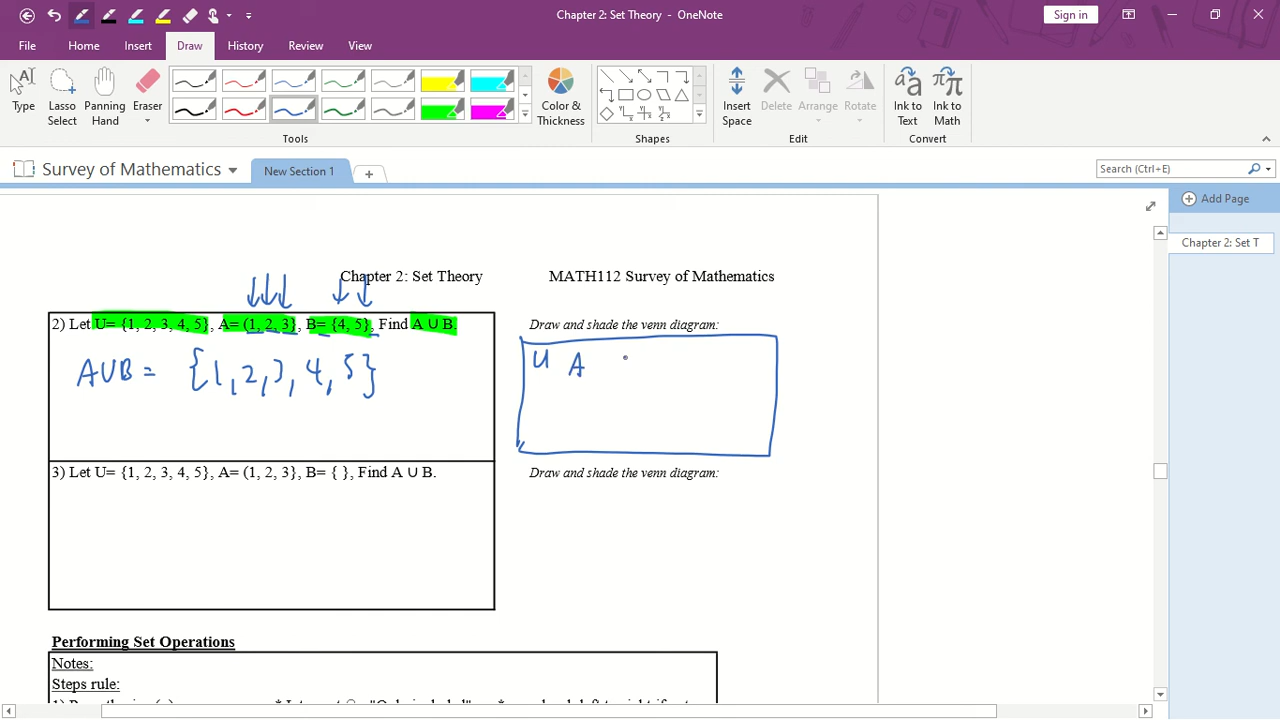 Chapter 2: Set Theory - OneNote
Sign in
File Home Insert Draw History Review View
Type
Lasso Select
Panning Hand
Eraser
Color & Thickness
Insert Space
Delete
Arrange
Rotate
Ink to Text
Ink to Math
Tools
Shapes
Edit
Convert
Survey of Mathematics
New Section 1
Search (Ctrl+E)
Add Page
Chapter 2: Set T
Chapter 2: Set Theory MATH112 Survey of Mathematics
2) Let U= {1, 2, 3, 4, 5}, A= (1, 2, 3}, B= {4, 5}, Find A ∪ B.
Draw and shade the venn diagram:
A∪B = {1, 2, 3, 4, 5}
U A
3) Let U= {1, 2, 3, 4, 5}, A= (1, 2, 3}, B= { }, Find A ∪ B.
Draw and shade the venn diagram:
Performing Set Operations
Notes:
Steps rule: